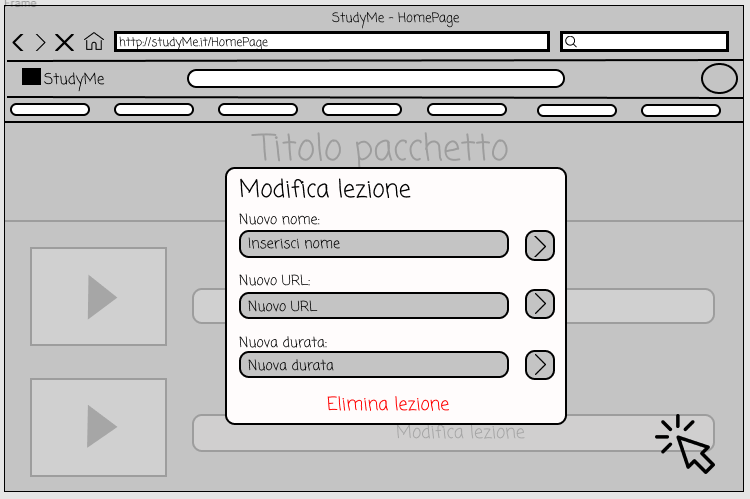 Frame
StudyMe - HomePage
http://studyMe.it/HomePage
StudyMe
Titolo pacchetto
Modifica lezione
Nuovo nome:
Inserisci nome
Nuovo URL:
Nuovo URL
Nuova durata:
Nuova durata
Elimina lezione
Modifica lezione